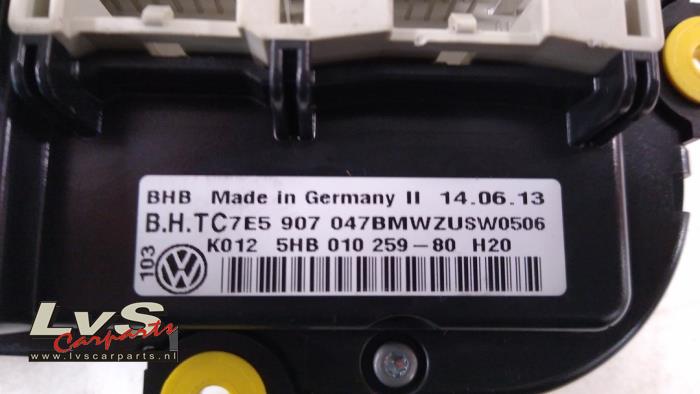 BHB Made in Germany II 14.06.13
B.H.TC7E5 907 047BMWZUSW0506
K012 5HB 010 259-80 H20
103
LvS
Carparts
www.lvscarparts.nl